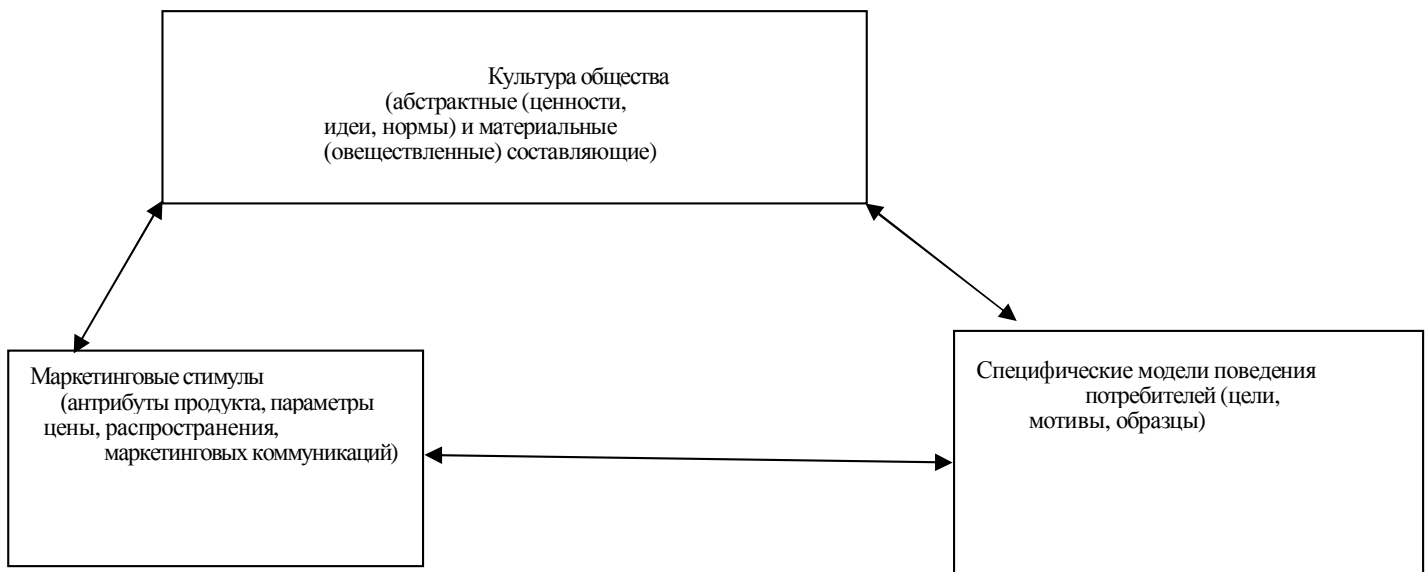 Культура общества
(абстрактные (ценности,
идеи, нормы) и материальные
(овеществленные) составляющие)
Маркетинговые стимулы
(антрибуты продукта, параметры
цены, распространения,
маркетинговых коммуникаций)
Специфические модели поведения
потребителей (цели,
мотивы, образцы)